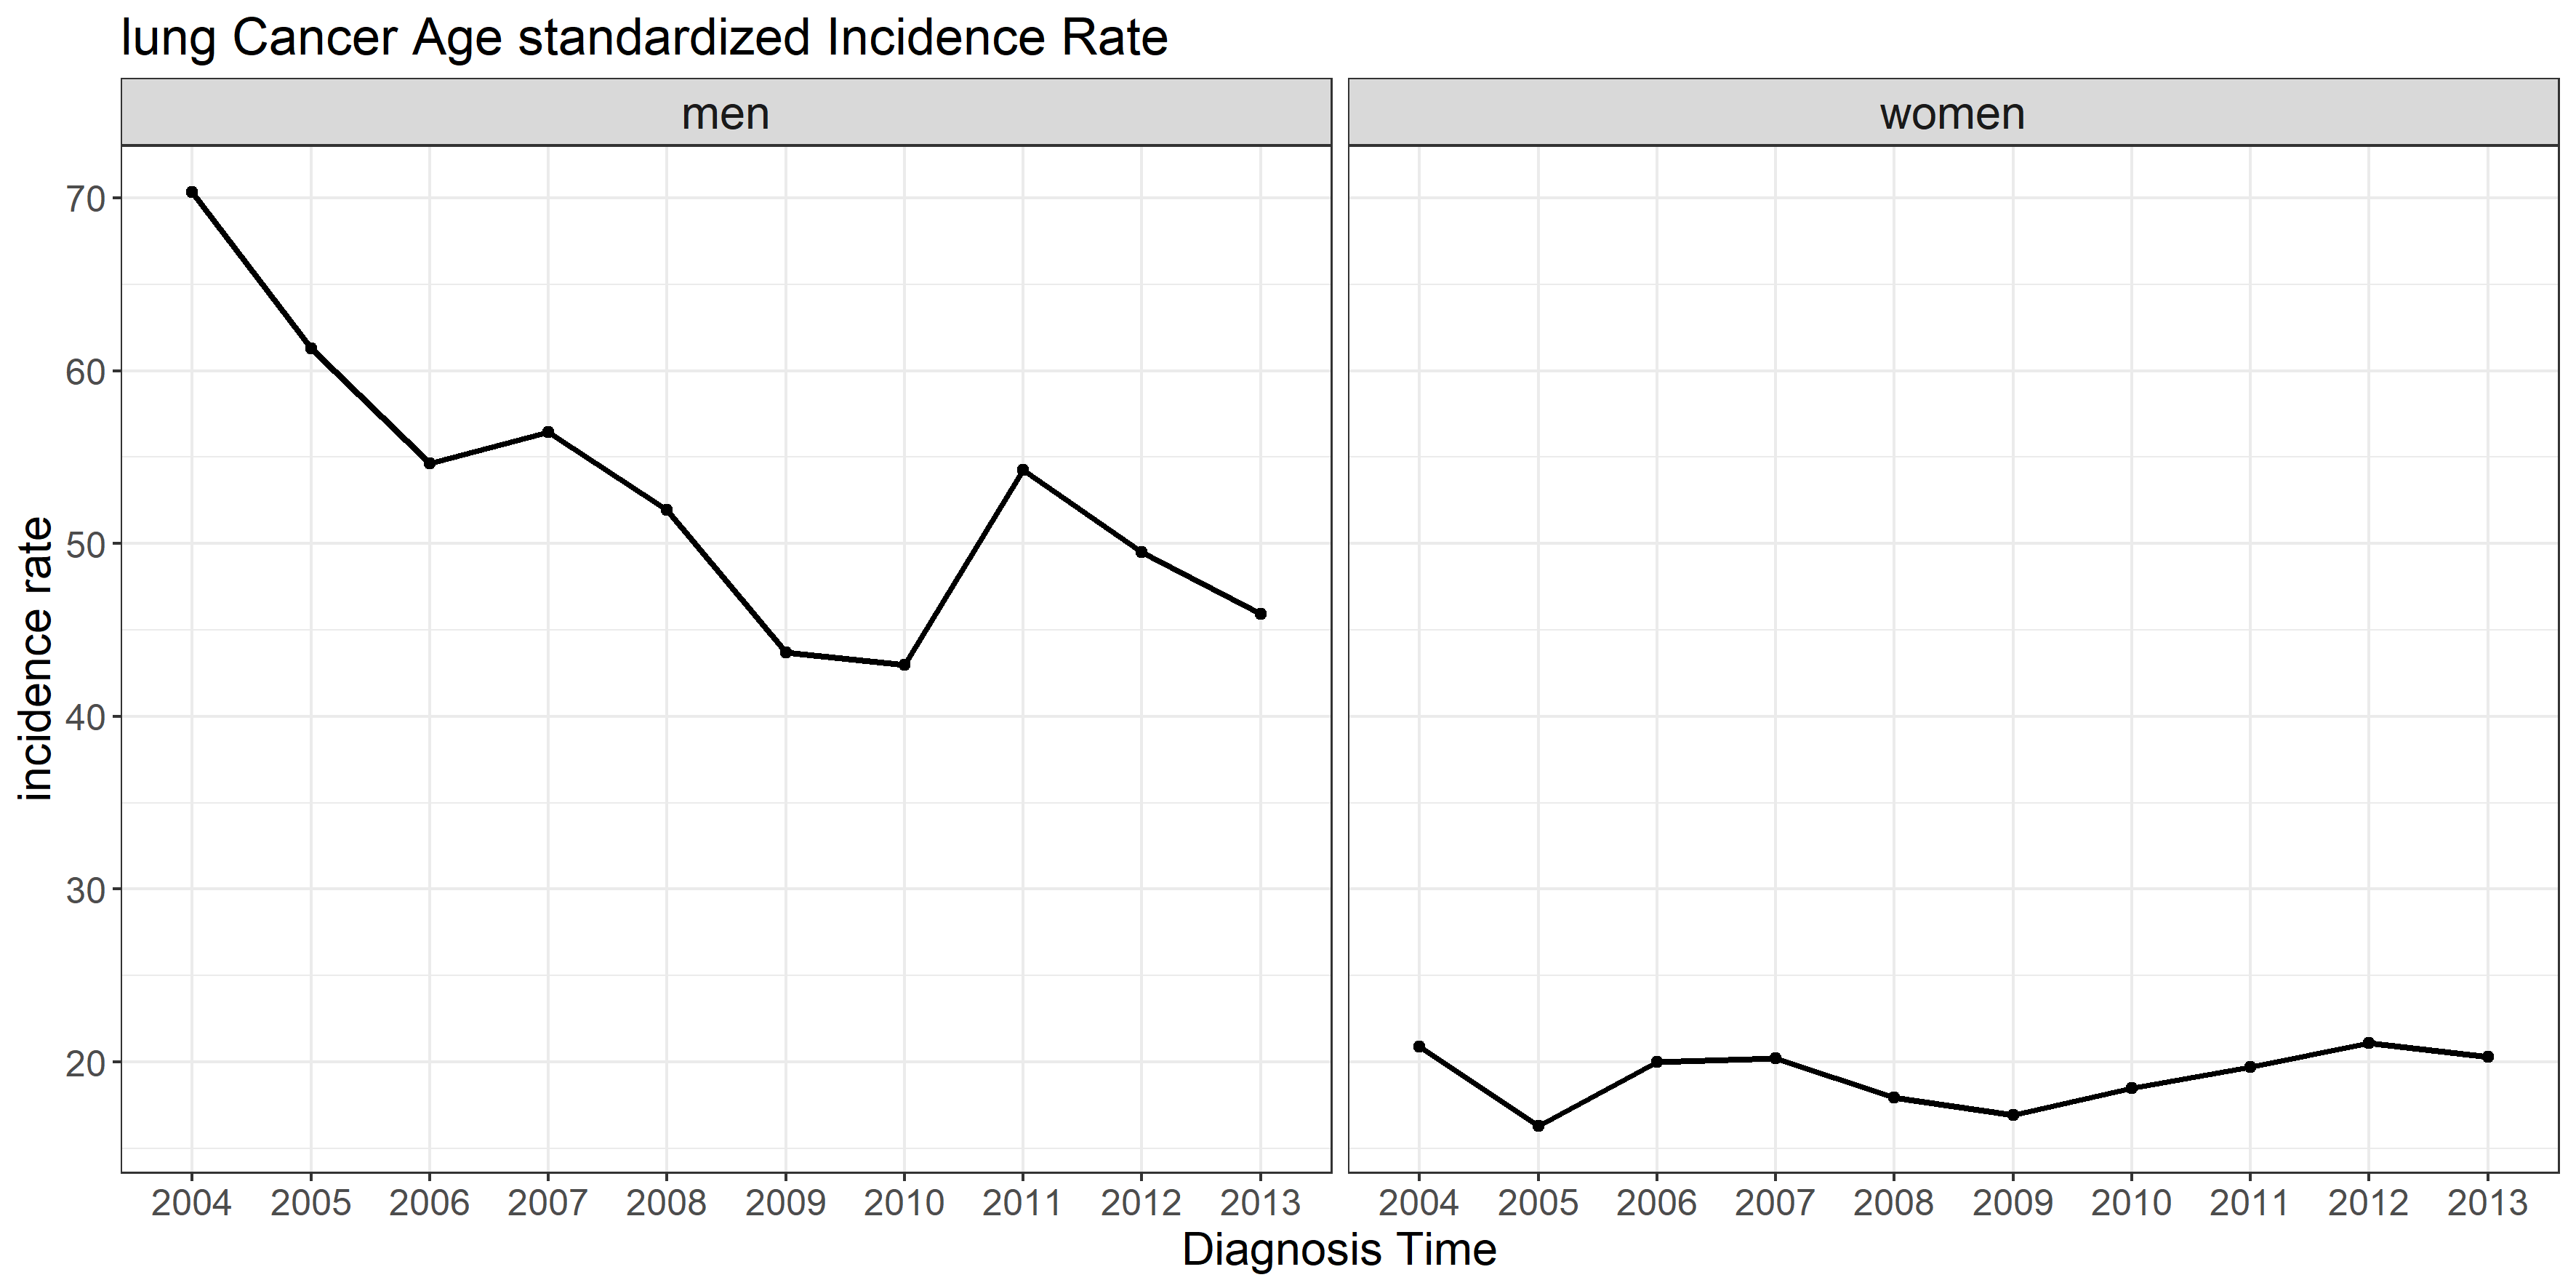 lung Cancer Age standardized Incidence Rate
men
women
incidence rate
70
60
50
40
30
20
2004 2005 2006 2007 2008 2009 2010 2011 2012 2013
2004 2005 2006 2007 2008 2009 2010 2011 2012 2013
Diagnosis Time